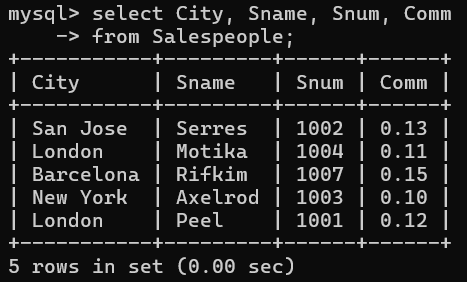 mysql> select City, Sname, Snum, Comm
    -> from Salespeople;
+-----------+---------+------+------+
| City      | Sname   | Snum | Comm |
+-----------+---------+------+------+
| San Jose  | Serres  | 1002 | 0.13 |
| London    | Motika  | 1004 | 0.11 |
| Barcelona | Rifkim  | 1007 | 0.15 |
| New York  | Axelrod | 1003 | 0.10 |
| London    | Peel    | 1001 | 0.12 |
+-----------+---------+------+------+
5 rows in set (0.00 sec)